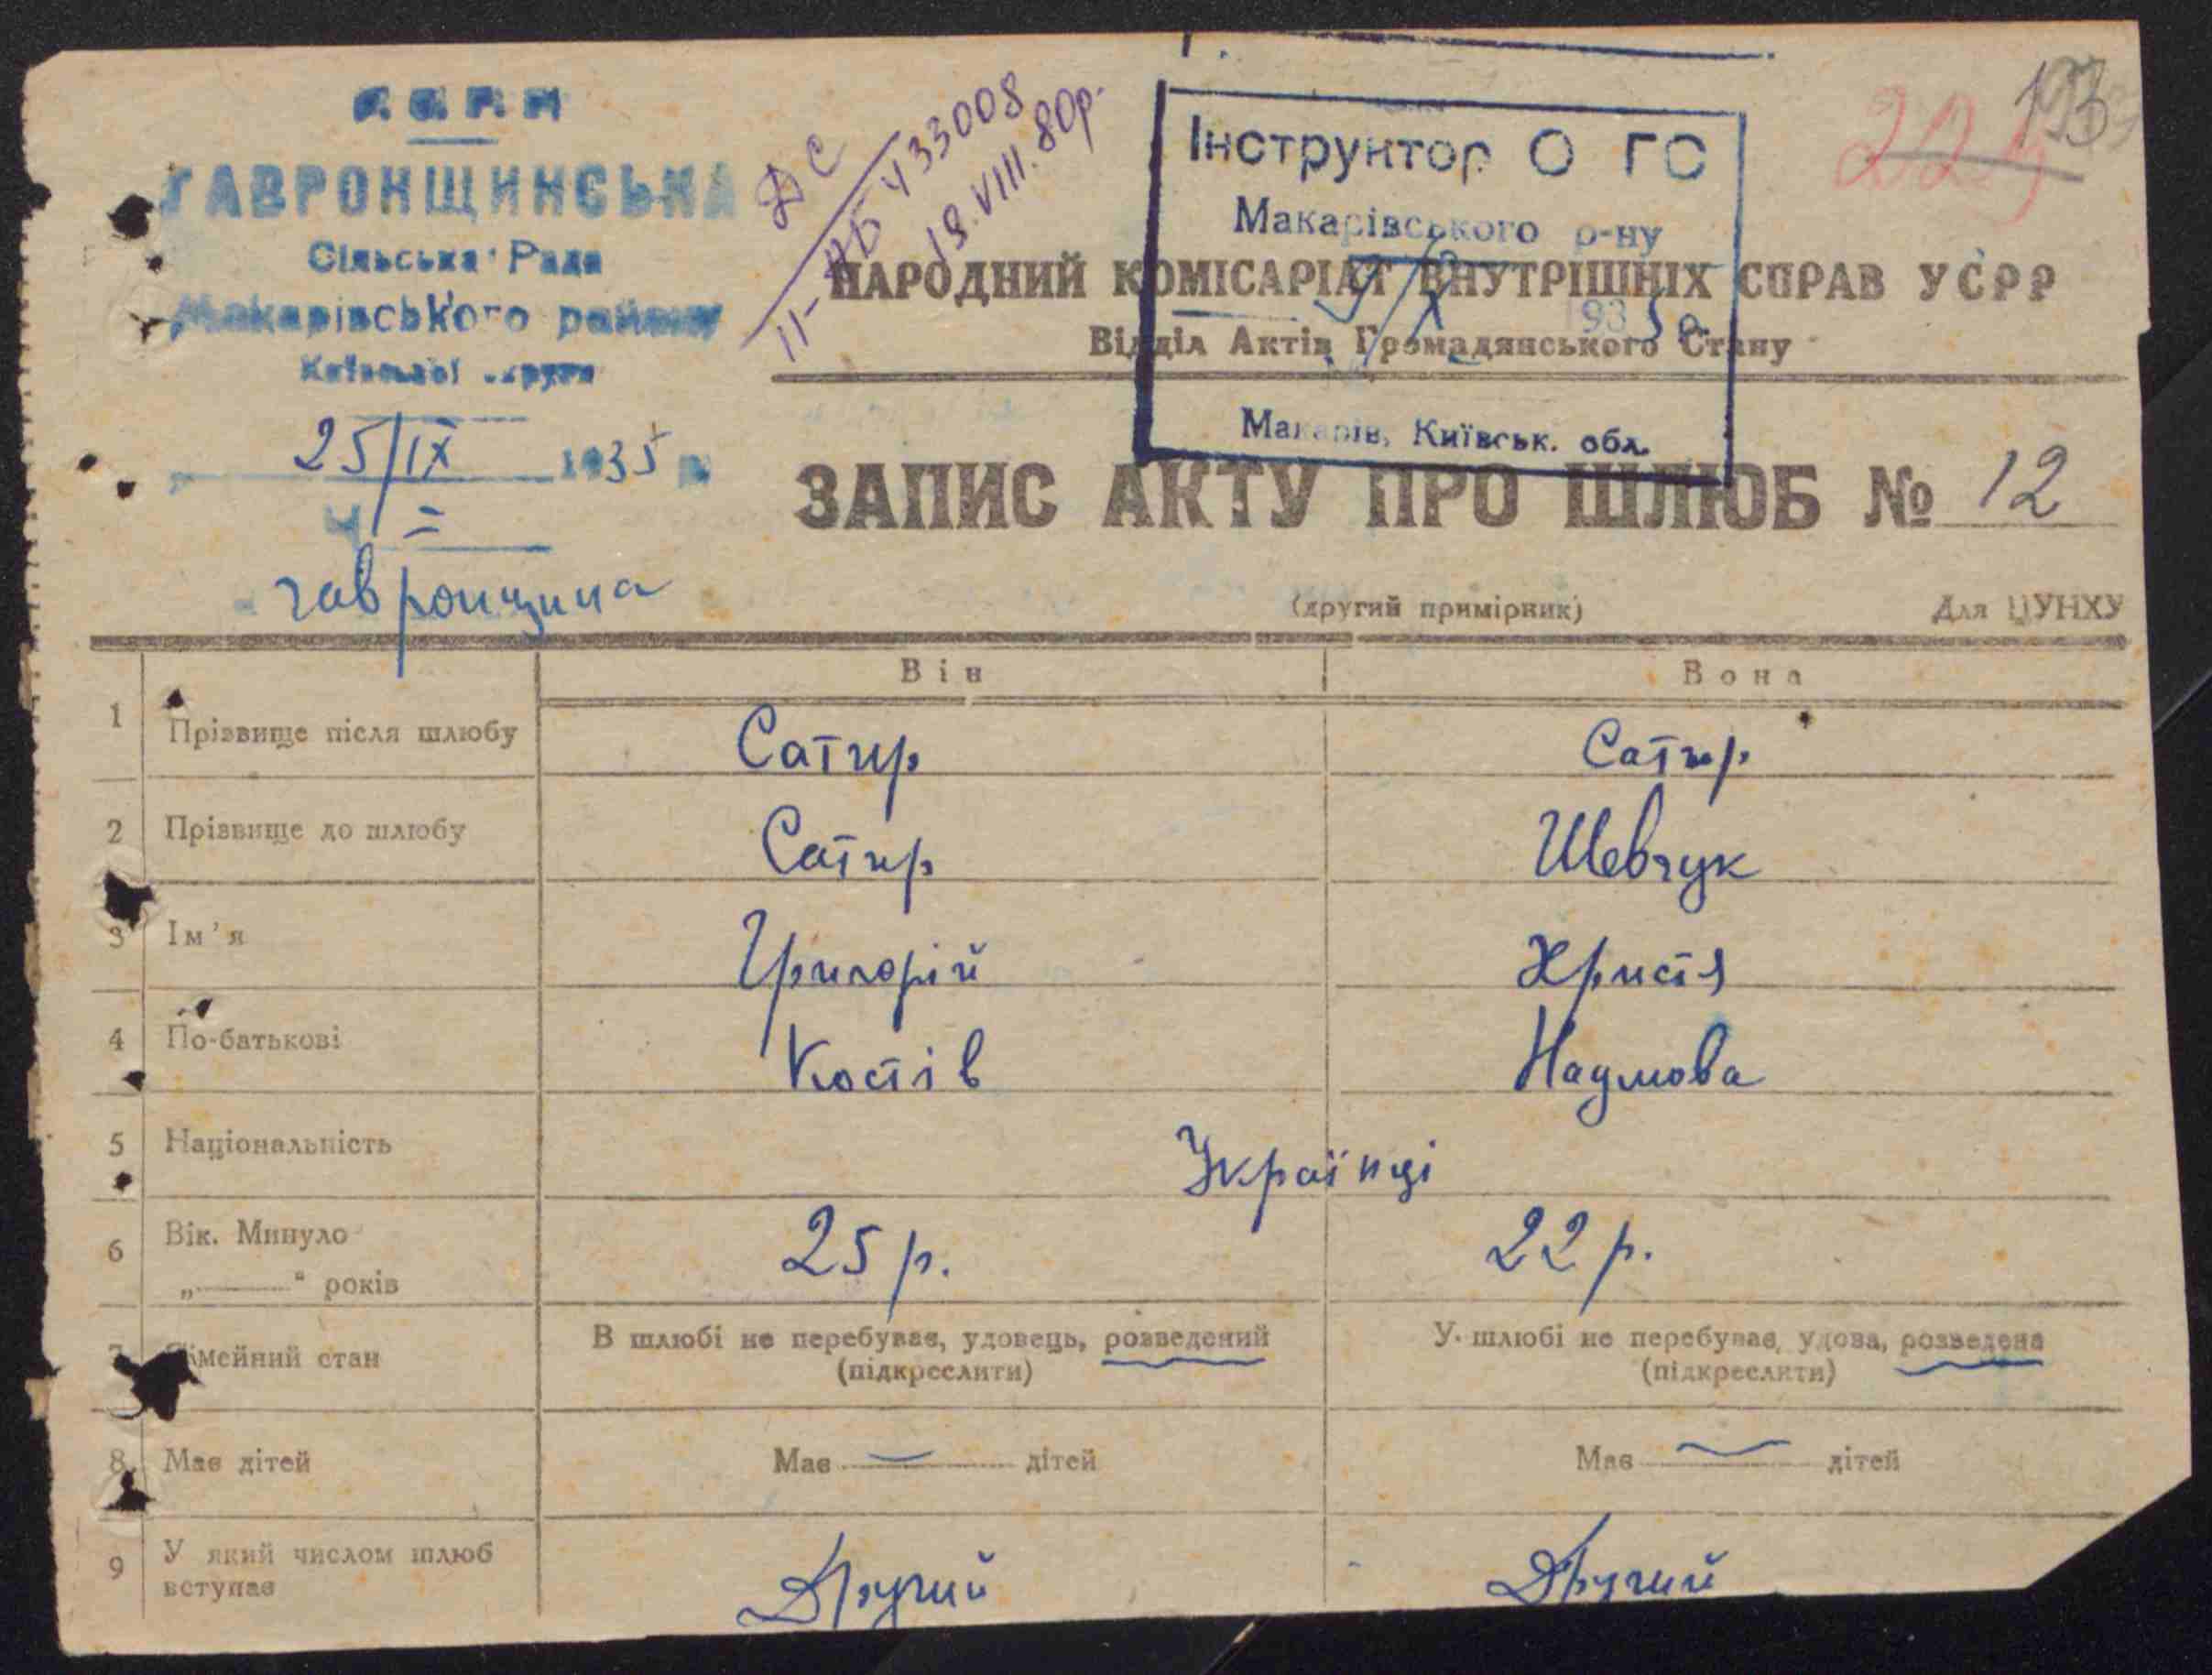 УСРР
ГАВРОНЩИНСЬКА
Сільська Рада
Макарівського району
Київської округи
25/IX 1935 р.
Ч =
гавронщина
ДС
II-НБ 433008
19.VIII.80р.
Інструктор О ГС
Макарівського р-ну
1935 р.
Макарів, Київськ. обл.
193
НАРОДНИЙ КОМІСАРІАТ ВНУТРІШНІХ СПРАВ УСРР
Відділ Актів Громадянського Стану
ЗАПИС АКТУ ПРО ШЛЮБ № 12
(другий примірник) Для ЦУНХУ
Він Вона
1 Прізвище після шлюбу Сатир Сатир
2 Прізвище до шлюбу Сатир Шевчук
3 Ім'я Григорій Христя
4 По-батькові Костів Наумова
5 Національність Українці
6 Вік. Минуло „——“ років 25 р. 22 р.
7 Сімейний стан В шлюбі не перебуває, удовець, розведений У шлюбі не перебуває, удова, розведена
(підкреслити) (підкреслити)
8 Має дітей Має — дітей Має — дітей
9 У який числом шлюб вступає Другий Другий